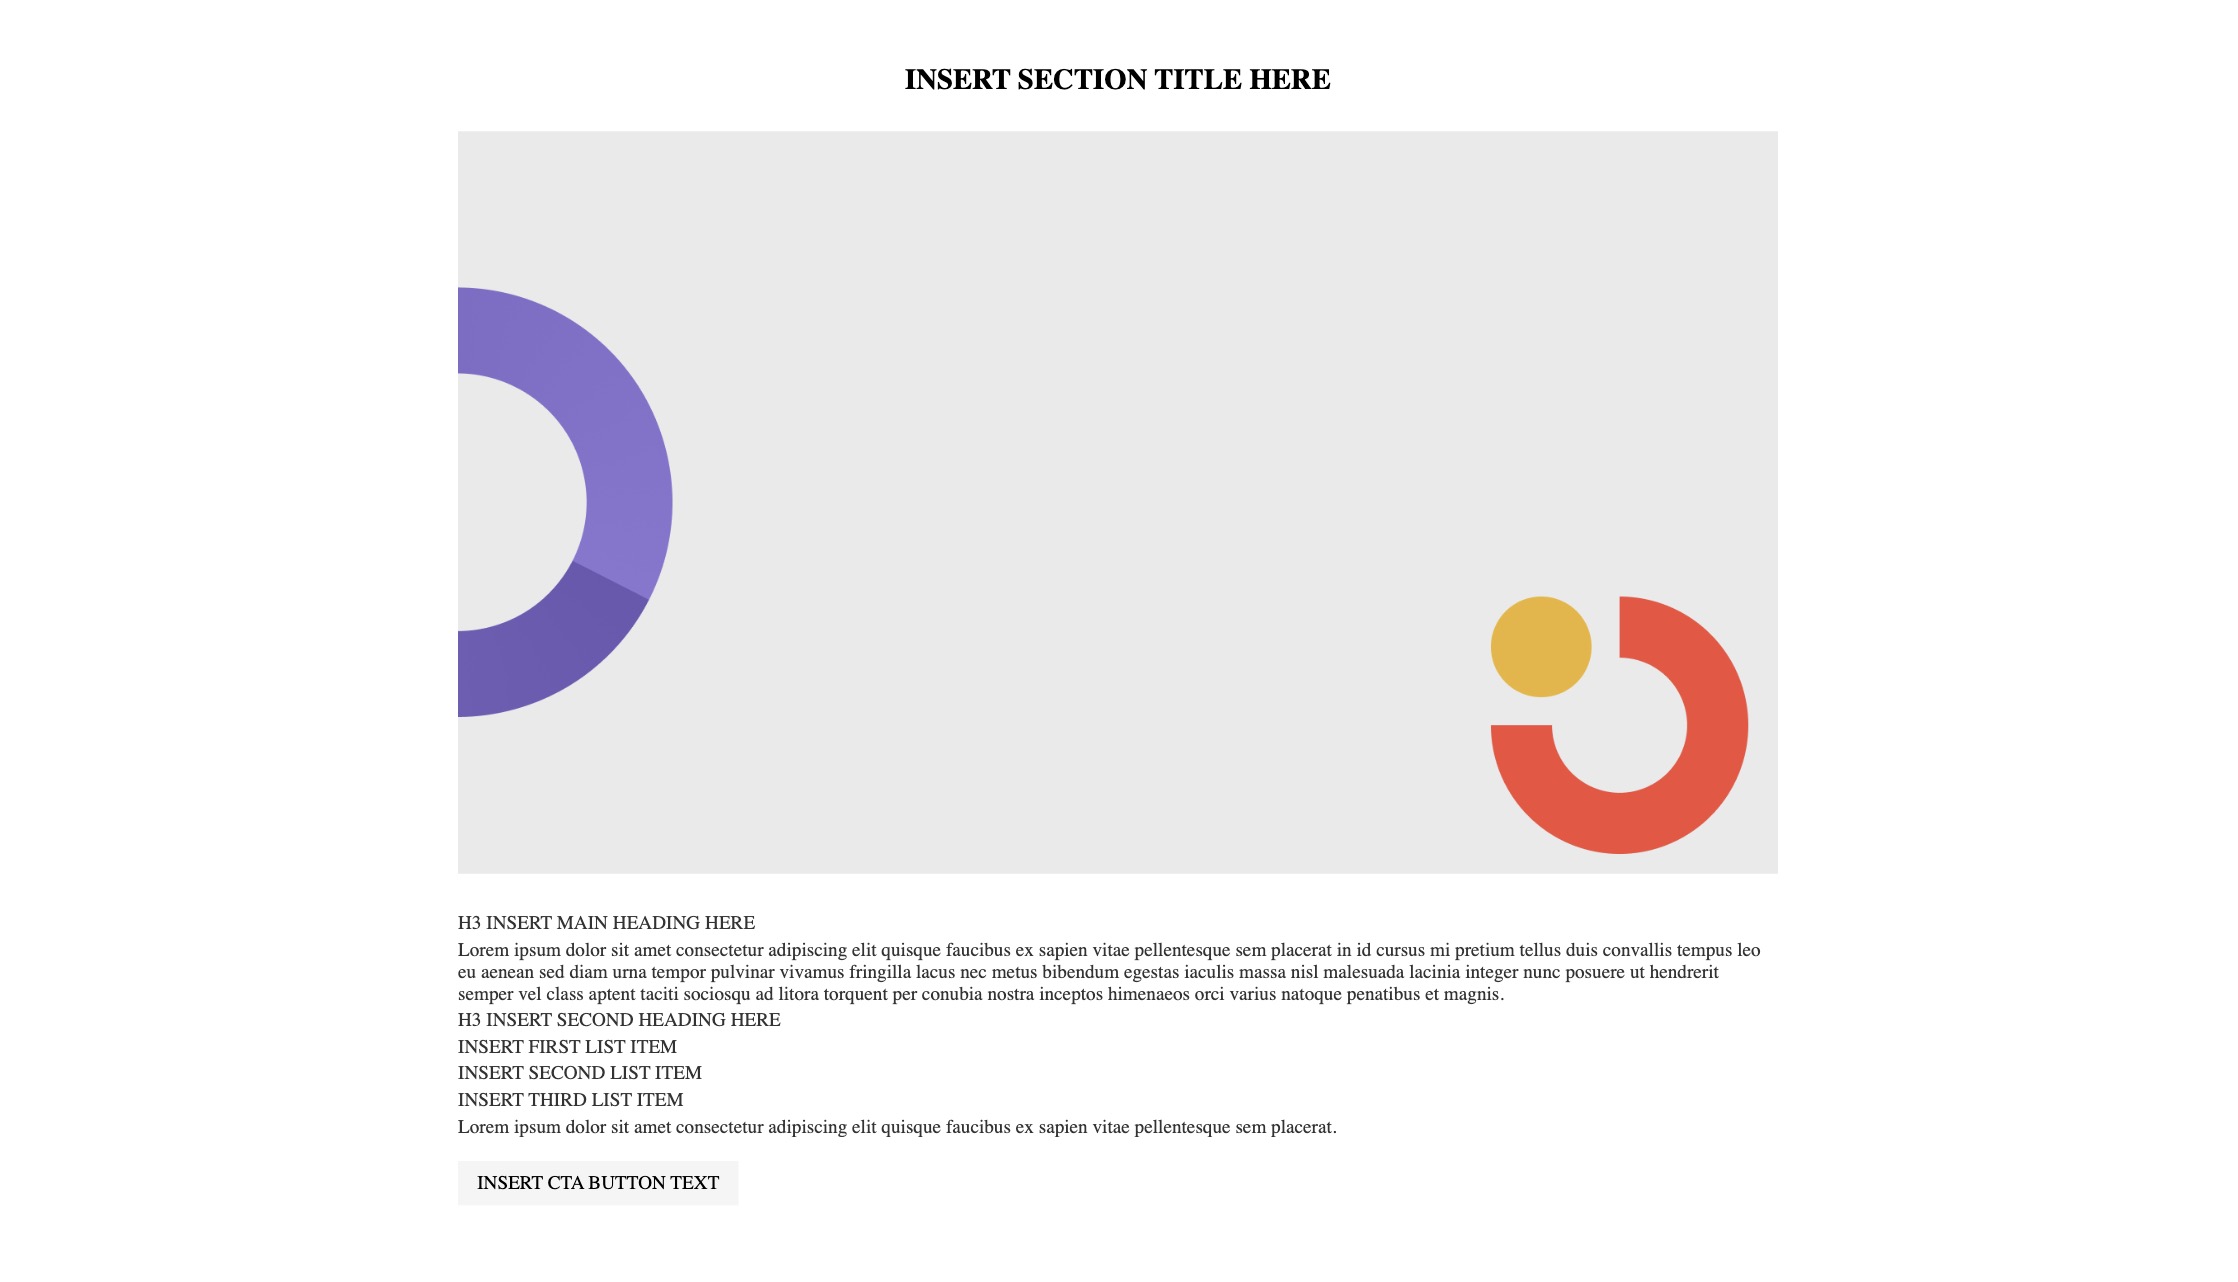 INSERT SECTION TITLE HERE
H3 INSERT MAIN HEADING HERE
Lorem ipsum dolor sit amet consectetur adipiscing elit quisque faucibus ex sapien vitae pellentesque sem placerat in id cursus mi pretium tellus duis convallis tempus leo
eu aenean sed diam urna tempor pulvinar vivamus fringilla lacus nec metus bibendum egestas iaculis massa nisl malesuada lacinia integer nunc posuere ut hendrerit
semper vel class aptent taciti sociosqu ad litora torquent per conubia nostra inceptos himenaeos orci varius natoque penatibus et magnis.
H3 INSERT SECOND HEADING HERE
INSERT FIRST LIST ITEM
INSERT SECOND LIST ITEM
INSERT THIRD LIST ITEM
Lorem ipsum dolor sit amet consectetur adipiscing elit quisque faucibus ex sapien vitae pellentesque sem placerat.
INSERT CTA BUTTON TEXT